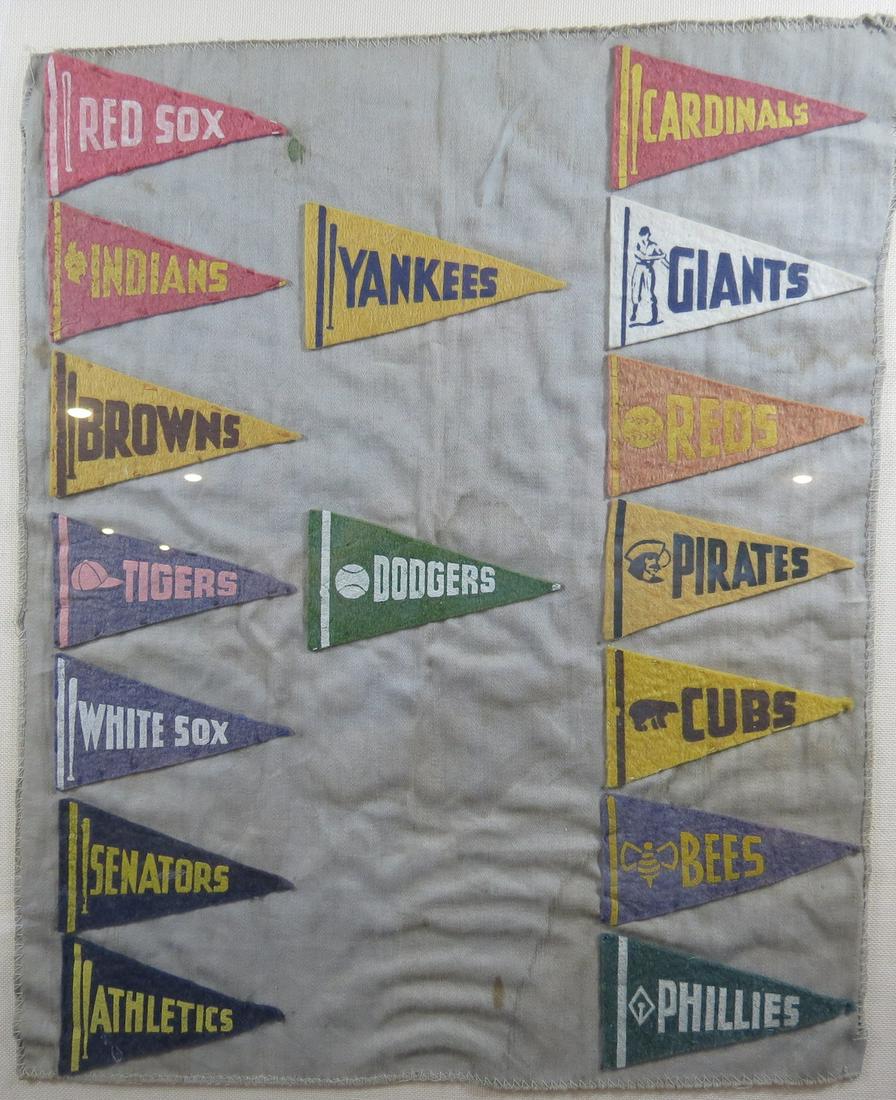 RED SOX
CARDINALS
INDIANS
YANKEES
GIANTS
BROWNS
REDS
TIGERS
DODGERS
PIRATES
WHITE SOX
CUBS
SENATORS
BEES
ATHLETICS
PHILLIES